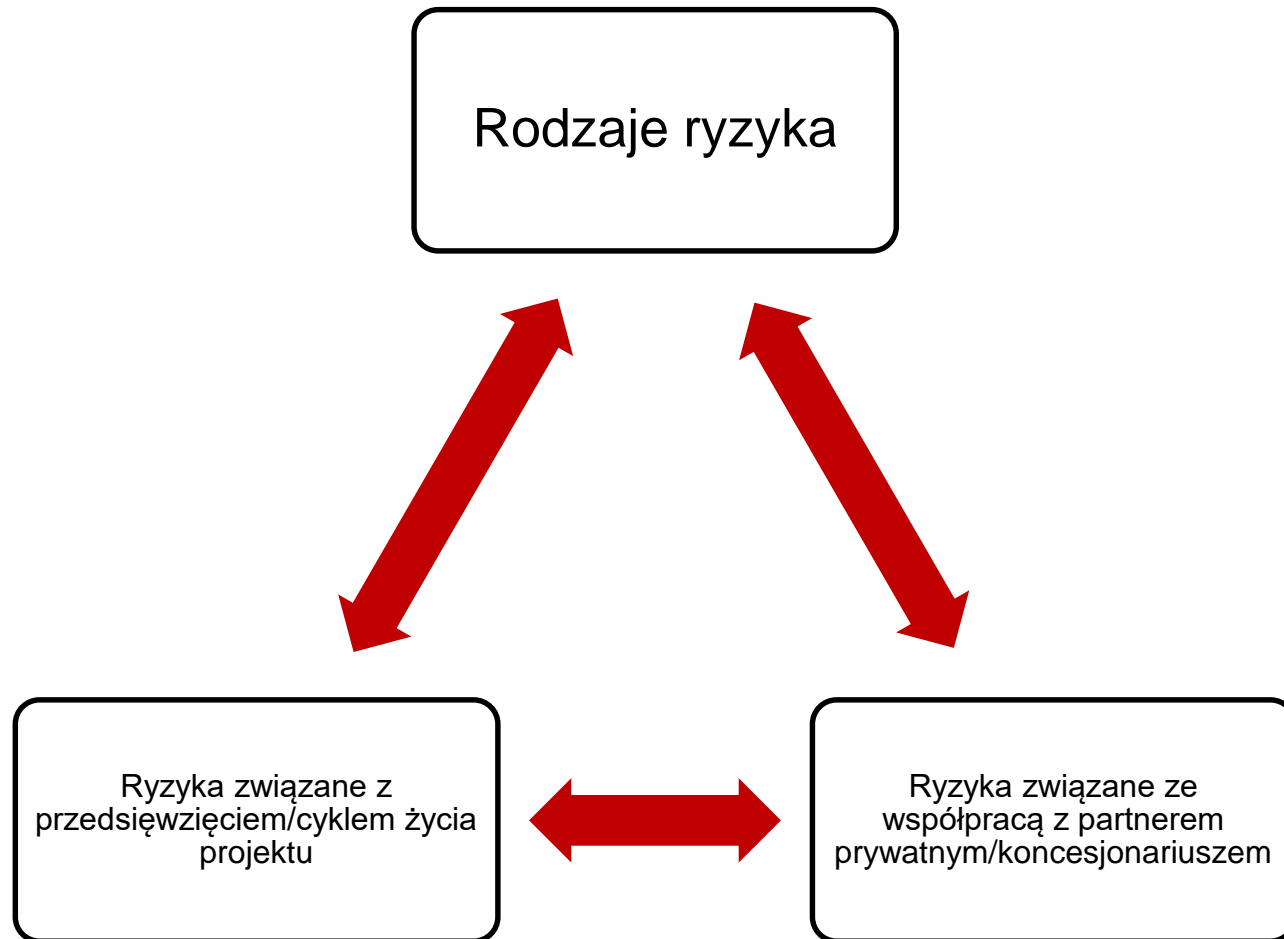 Rodzaje ryzyka
Ryzyka związane z
przedsięwzięciem/cyklem życia
projektu
Ryzyka związane ze
współpracą z partnerem
prywatnym/koncesjonariuszem